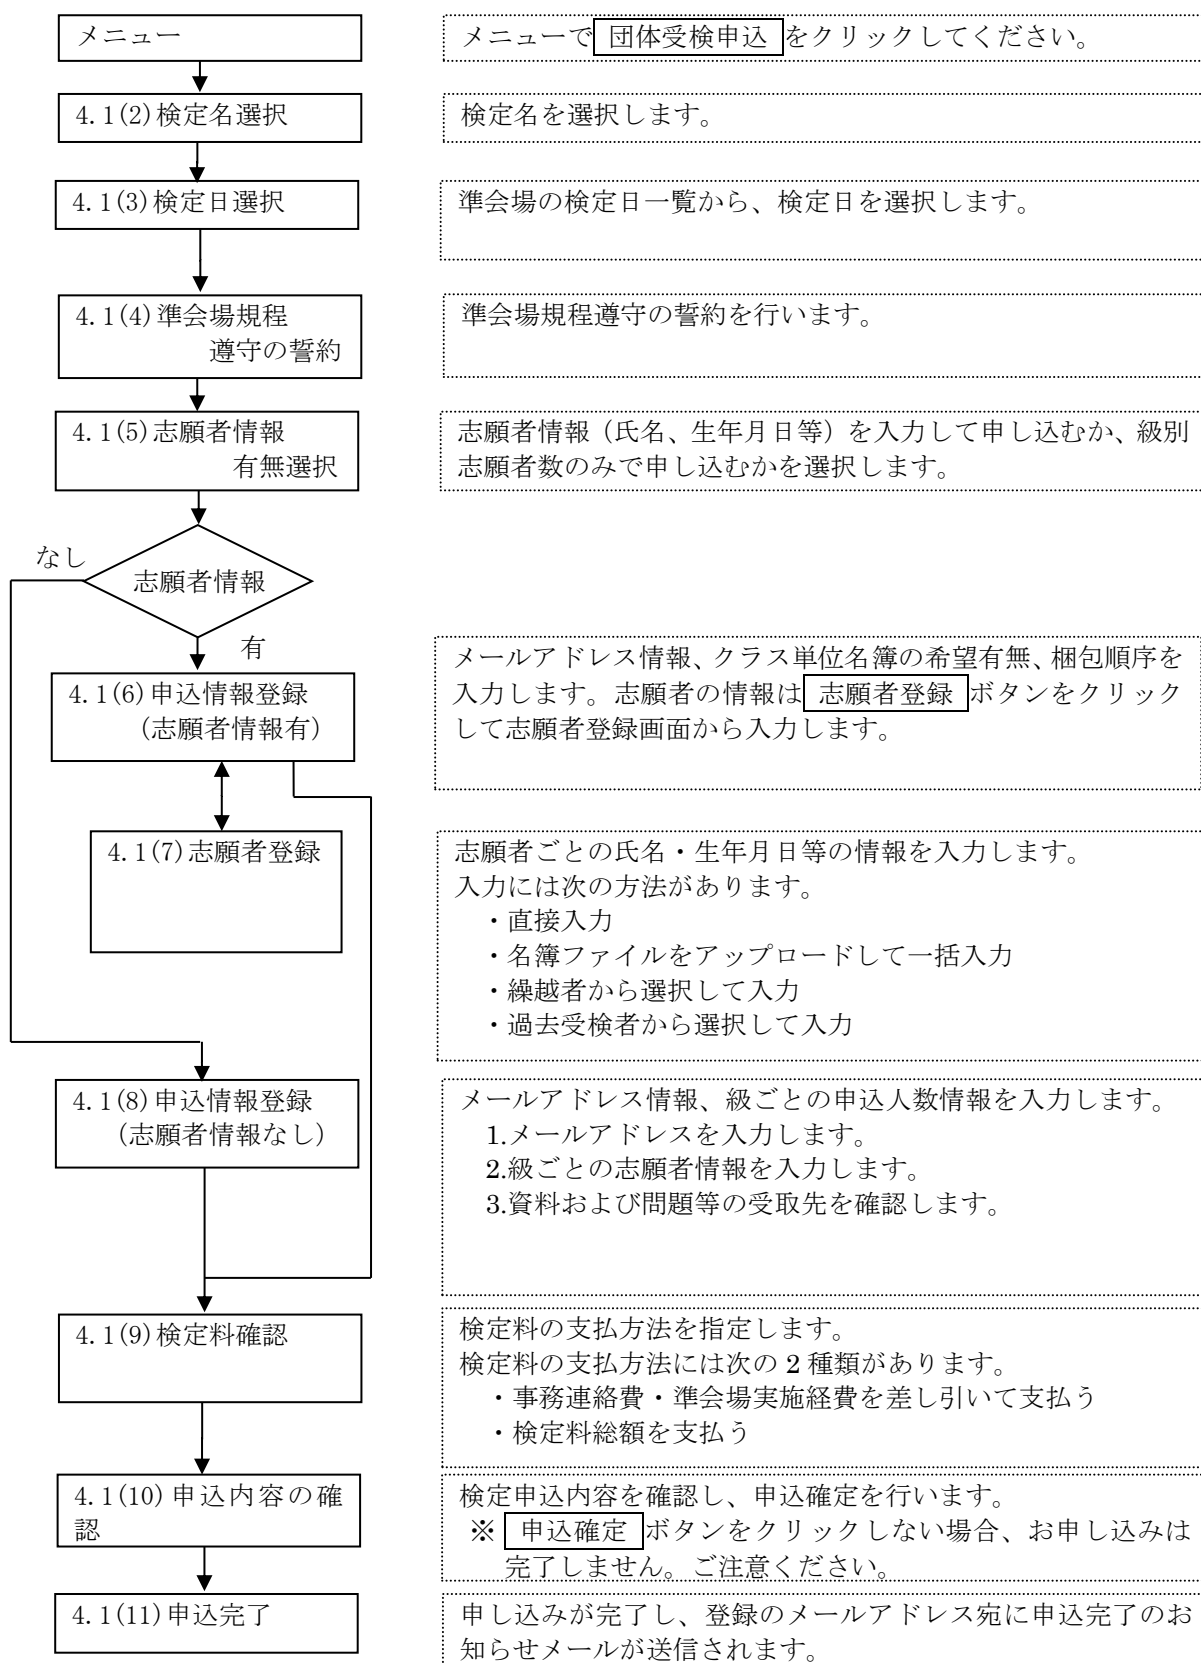 メニュー
メニューで 団体受検申込 をクリックしてください。
4.1(2)検定名選択
検定名を選択します。
4.1(3)検定日選択
準会場の検定日一覧から、検定日を選択します。
4.1(4)準会場規程
遵守の誓約
準会場規程遵守の誓約を行います。
4.1(5)志願者情報
有無選択
志願者情報（氏名、生年月日等）を入力して申し込むか、級別
志願者数のみで申し込むかを選択します。
なし
志願者情報
有
4.1(6)申込情報登録
(志願者情報有)
メールアドレス情報、クラス単位名簿の希望有無、梱包順序を
入力します。志願者の情報は 志願者登録 ボタンをクリック
して志願者登録画面から入力します。
4.1(7)志願者登録
志願者ごとの氏名・生年月日等の情報を入力します。
入力には次の方法があります。
・直接入力
・名簿ファイルをアップロードして一括入力
・繰越者から選択して入力
・過去受検者から選択して入力
4.1(8)申込情報登録
(志願者情報なし)
メールアドレス情報、級ごとの申込人数情報を入力します。
1.メールアドレスを入力します。
2.級ごとの志願者情報を入力します。
3.資料および問題等の受取先を確認します。
4.1(9)検定料確認
検定料の支払方法を指定します。
検定料の支払方法には次の 2 種類があります。
・事務連絡費・準会場実施経費を差し引いて支払う
・検定料総額を支払う
4.1(10)申込内容の確
認
検定申込内容を確認し、申込確定を行います。
※ 申込確定 ボタンをクリックしない場合、お申し込みは
完了しません。ご注意ください。
4.1(11)申込完了
申し込みが完了し、登録のメールアドレス宛に申込完了のお
知らせメールが送信されます。